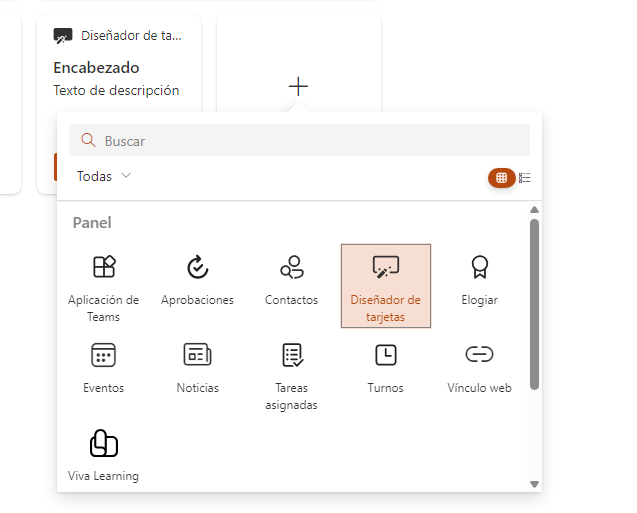 Diseñador de ta...
Encabezado
Texto de descripción
Buscar
Todas
Panel
Aplicación de
Teams
Aprobaciones
Contactos
Diseñador de
tarjetas
Elogiar
Eventos
Noticias
Tareas
asignadas
Turnos
Vínculo web
Viva Learning